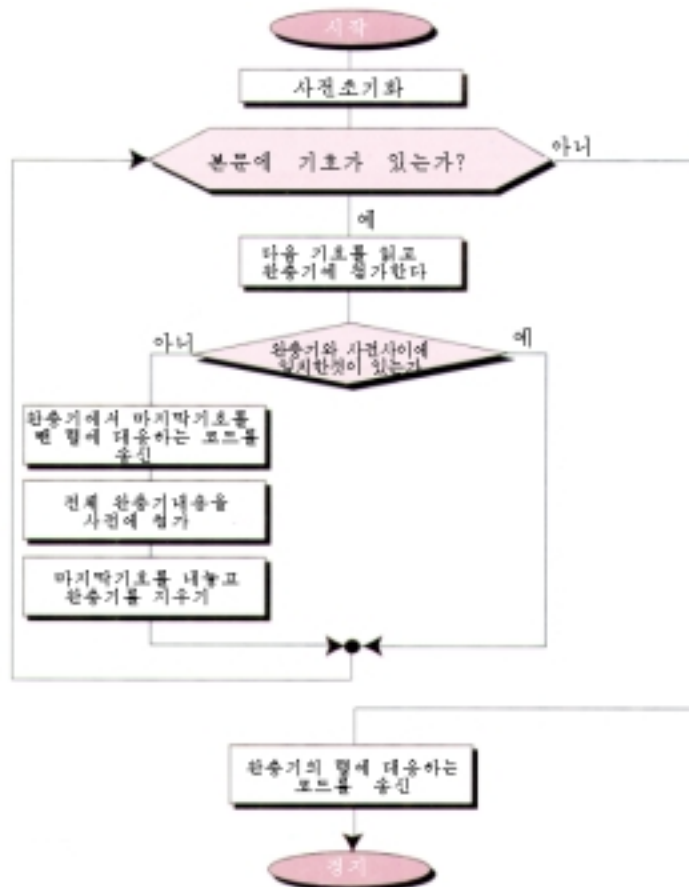 시작
사전초기화
본문에 기호가 있는가?
아니
예
다음 기호를 읽고
완충기에 첨가한다
완충기와 사전사이에
일치한것이 있는가
아니
예
완충기에서 마지막기호를
뺀 렬에 대응하는 코드를
송신
전체 완충기내용을
사전에 첨가
마지막기호를 내놓고
완충기를 지우기
완충기의 렬에 대응하는
코드를 송신
정지